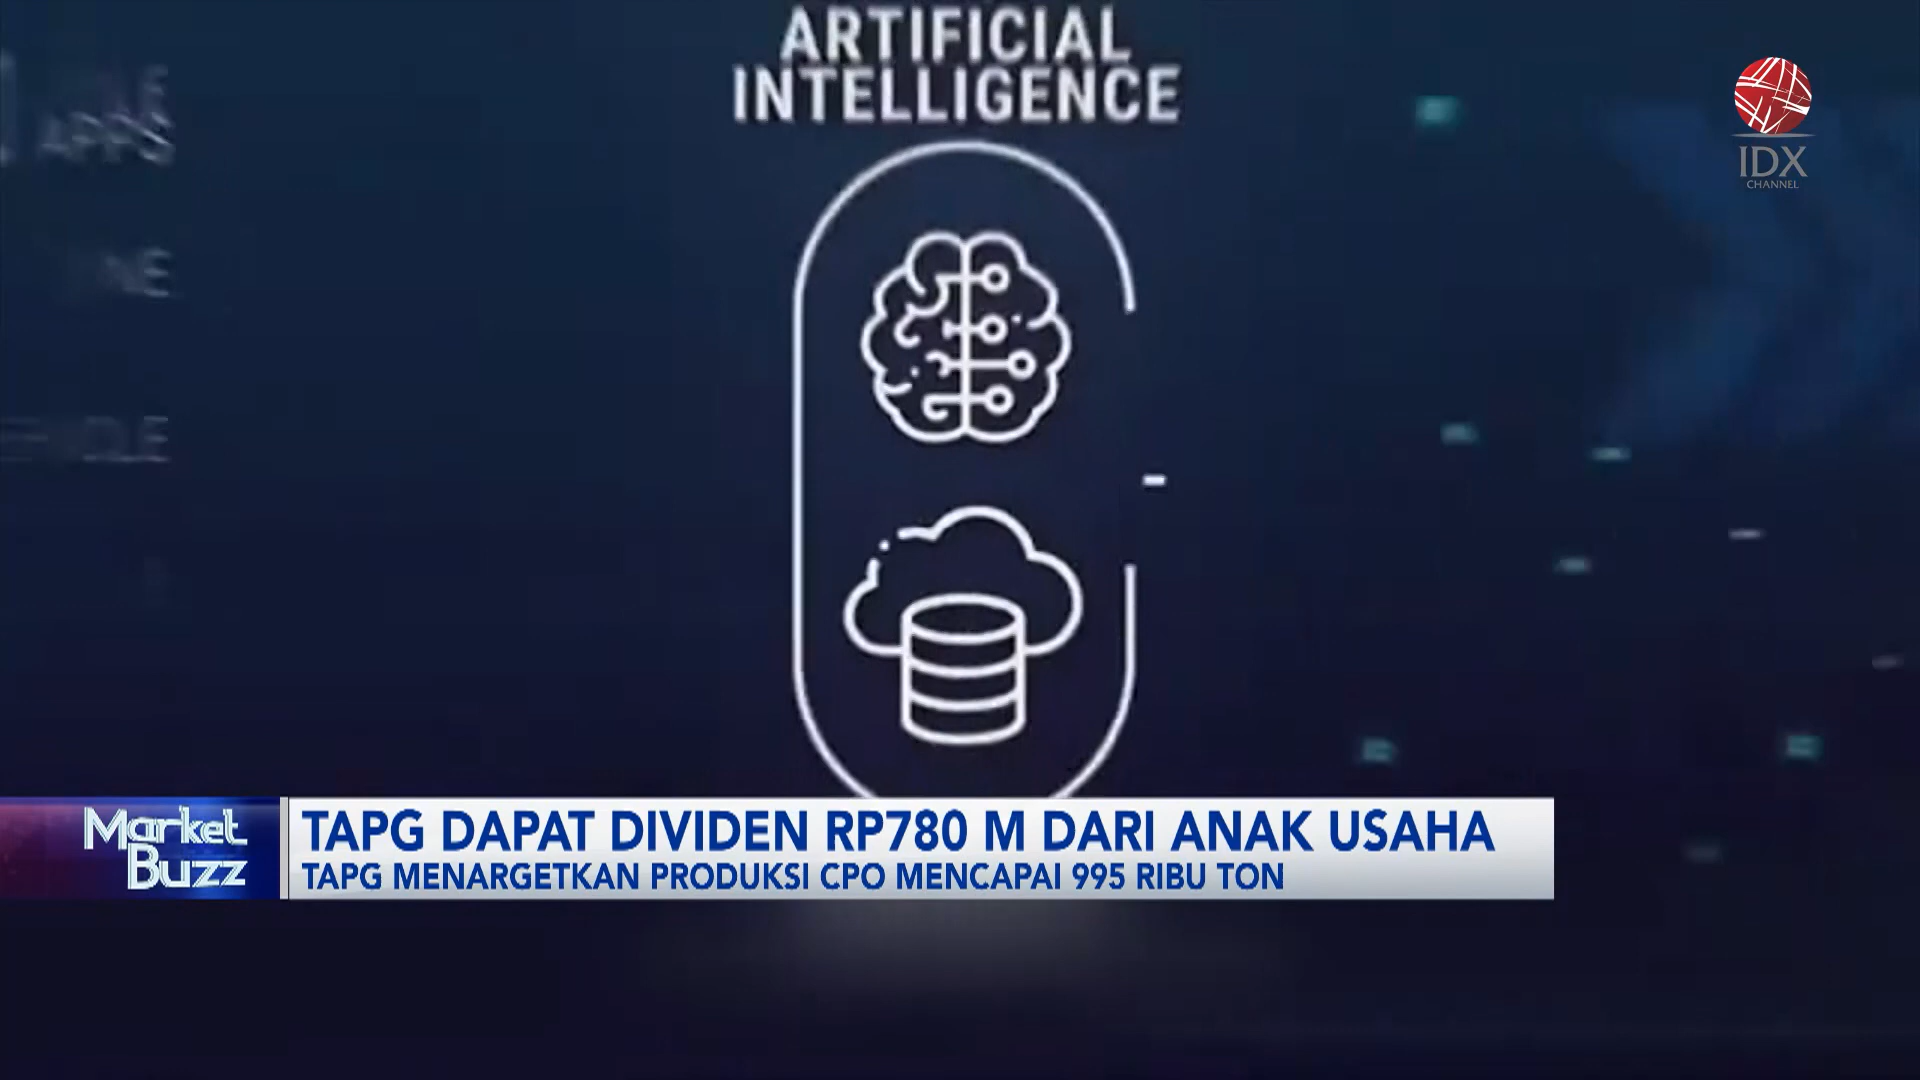 ARTIFICIAL
INTELLIGENCE
APPS
IDX
CHANNEL
Market
Buzz
TAPG DAPAT DIVIDEN RP780 M DARI ANAK USAHA
TAPG MENARGETKAN PRODUKSI CPO MENCAPAI 995 RIBU TON